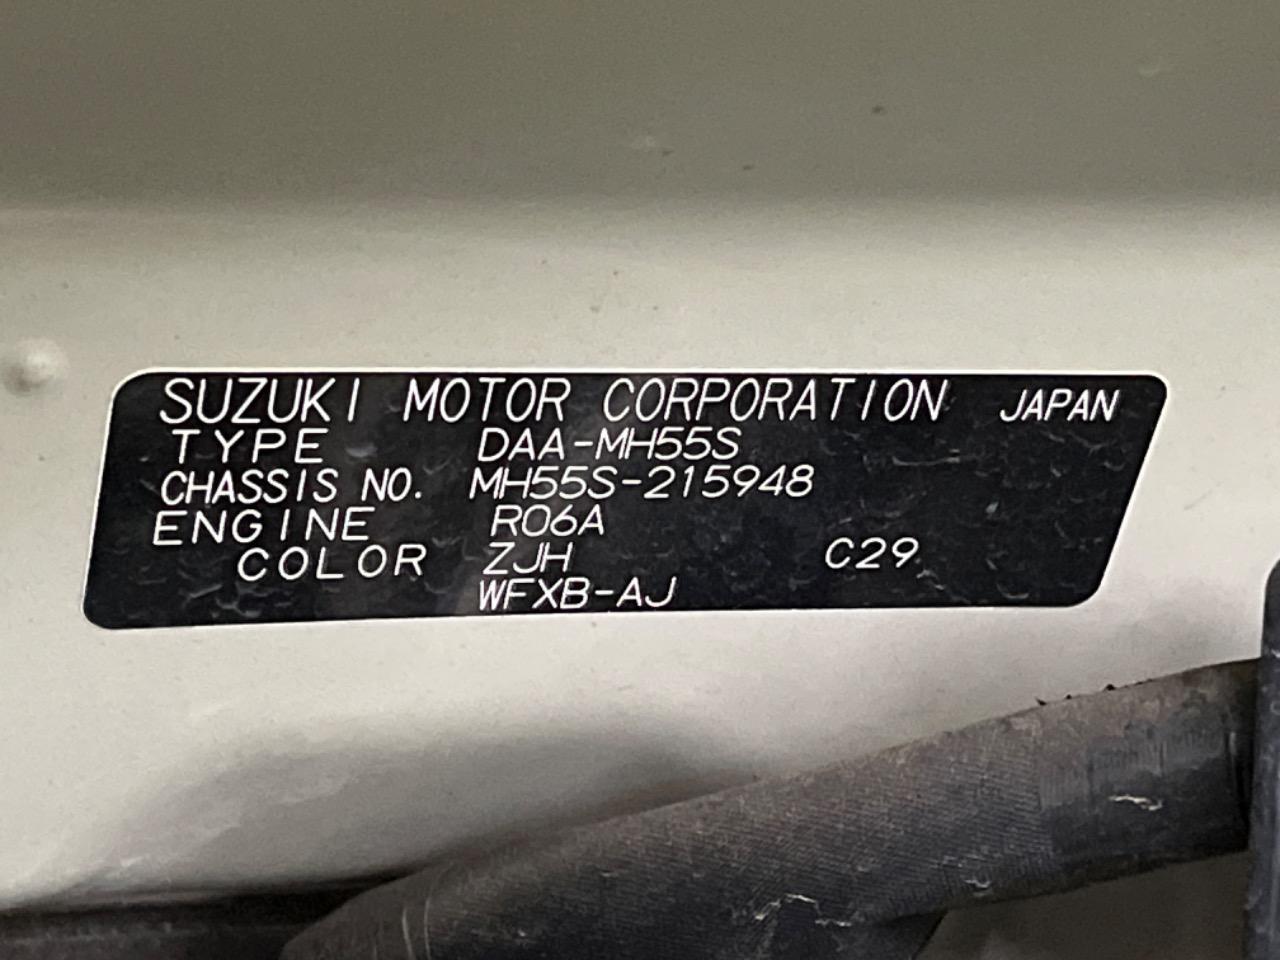 SUZUKI MOTOR CORPORATION JAPAN
TYPE DAA-MH55S
CHASSIS NO. MH55S-215948
ENGINE R06A
COLOR ZJH C29
WFXB-AJ